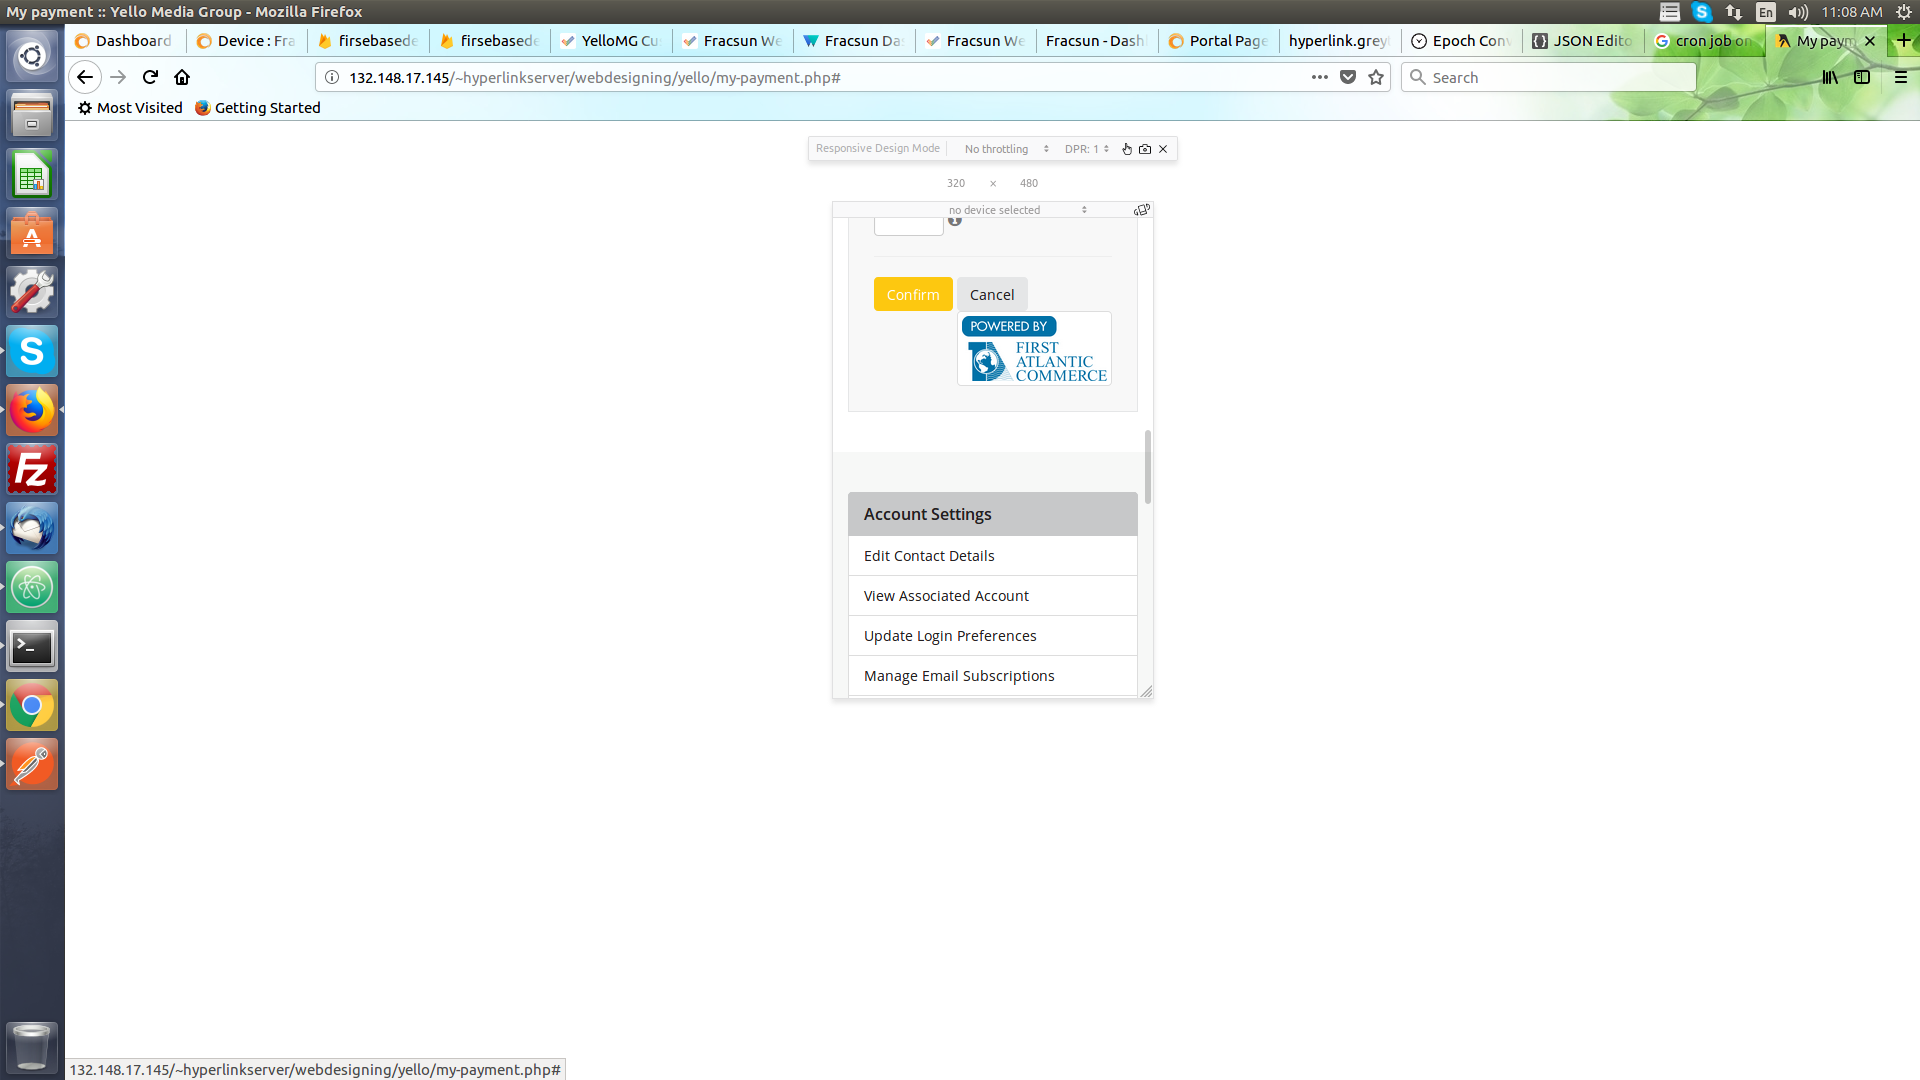 My payment :: Yello Media Group - Mozilla Firefox
En
11:08 AM
Dashboard
Device : Fra
firsebasede
firsebasede
YelloMG Cu
Fracsun We
Fracsun Da
Fracsun We
Fracsun - Dash
Portal Page
hyperlink.grey
Epoch Conv
JSON Edito
cron job on
My paym
132.148.17.145/~hyperlinkserver/webdesigning/yello/my-payment.php#
Search
Most Visited
Getting Started
Responsive Design Mode
No throttling
DPR: 1
320 × 480
no device selected
Confirm
Cancel
POWERED BY
FIRST
ATLANTIC
COMMERCE
Account Settings
Edit Contact Details
View Associated Account
Update Login Preferences
Manage Email Subscriptions
132.148.17.145/~hyperlinkserver/webdesigning/yello/my-payment.php#